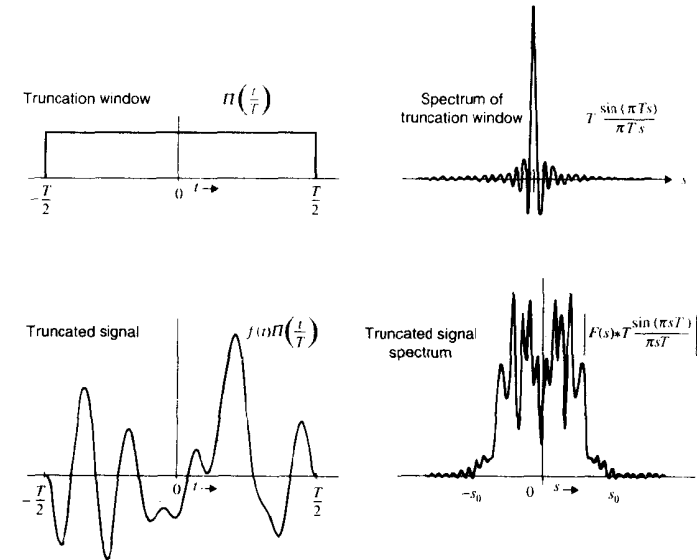 Truncation window
Π(t/T)
-T/2
0
t →
T/2
Spectrum of
truncation window
T sin (πTs)/πTs
s
Truncated signal
f(t)Π(t/T)
-T/2
0
t →
T/2
Truncated signal
spectrum
|F(s)*T sin (πsT)/πsT|
-s₀
0
s →
s₀